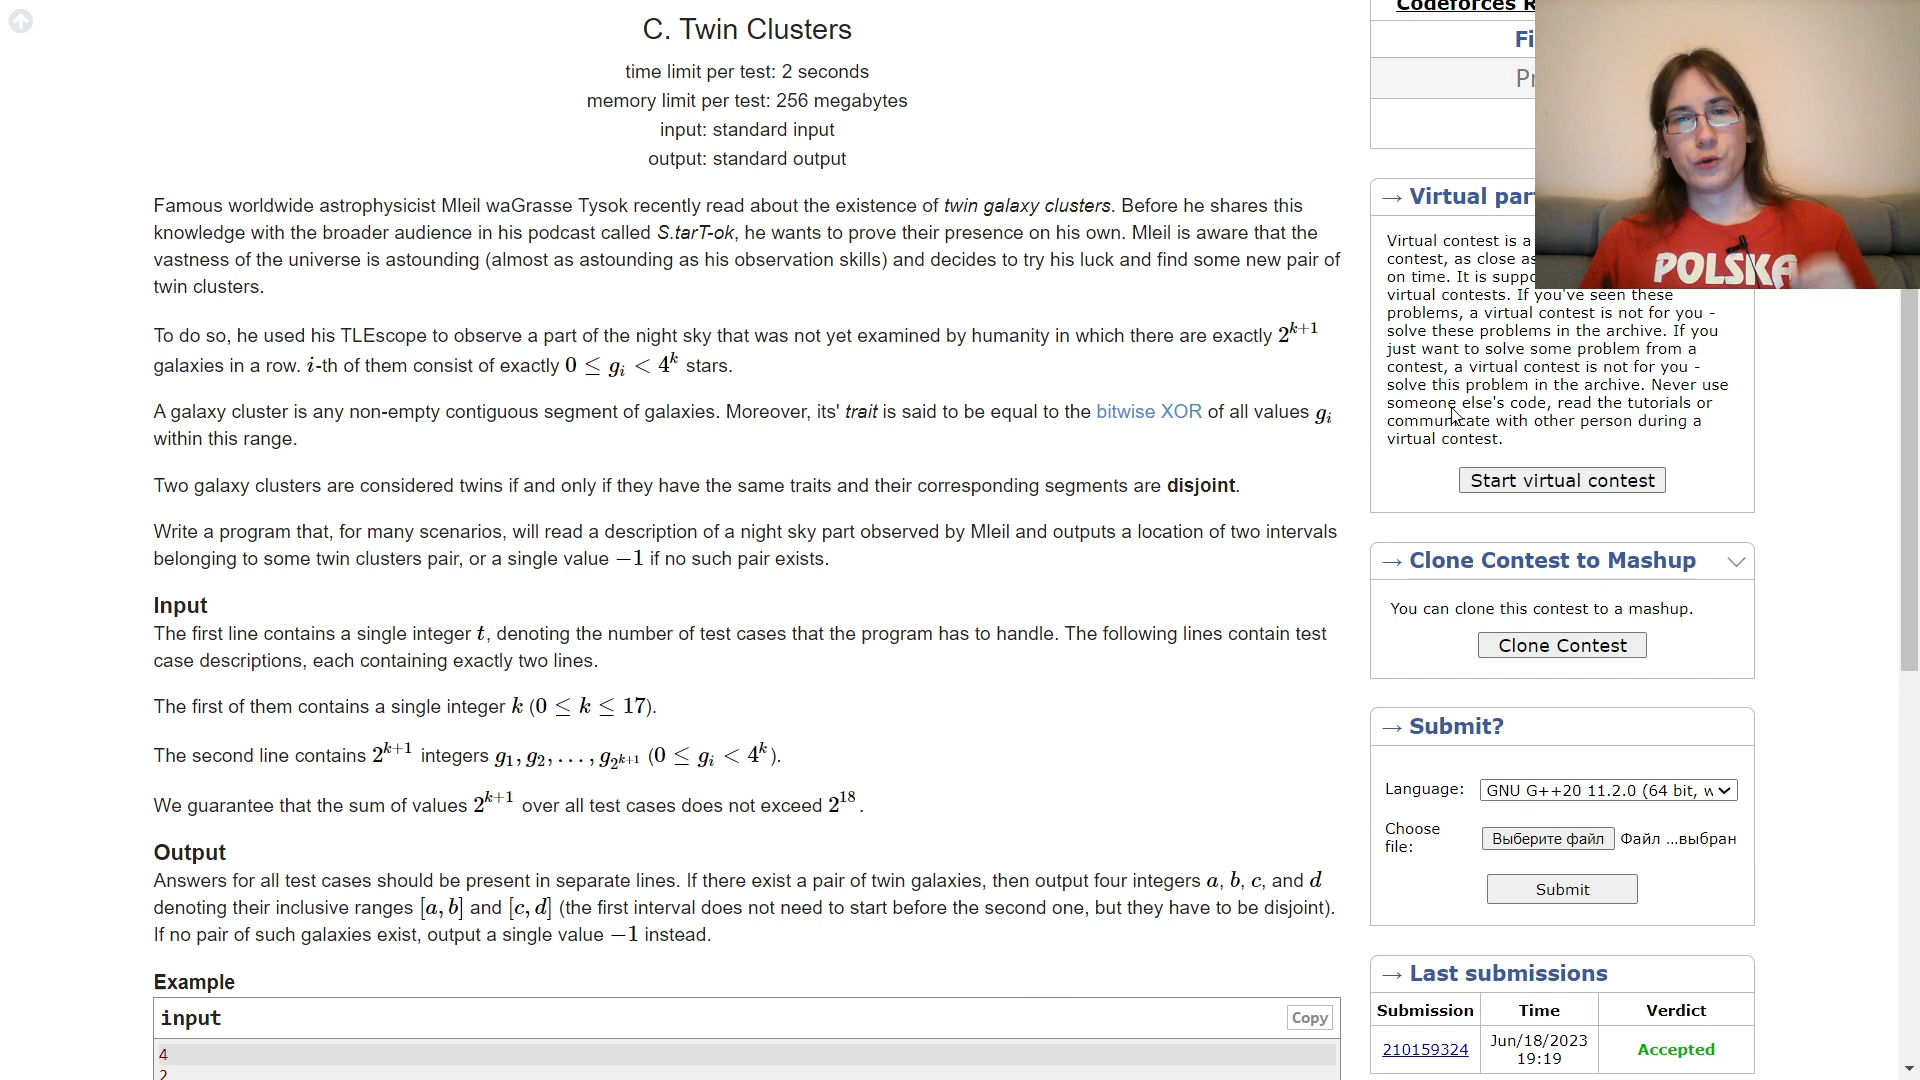 C. Twin Clusters
time limit per test: 2 seconds
memory limit per test: 256 megabytes
input: standard input
output: standard output
Famous worldwide astrophysicist Mleil waGrasse Tysok recently read about the existence of twin galaxy clusters. Before he shares this
knowledge with the broader audience in his podcast called S.tarT-ok, he wants to prove their presence on his own. Mleil is aware that the
vastness of the universe is astounding (almost as astounding as his observation skills) and decides to try his luck and find some new pair of
twin clusters.
To do so, he used his TLEscope to observe a part of the night sky that was not yet examined by humanity in which there are exactly 2^{k+1}
galaxies in a row. i-th of them consist of exactly 0 ≤ g_i < 4^k stars.
A galaxy cluster is any non-empty contiguous segment of galaxies. Moreover, its' trait is said to be equal to the bitwise XOR of all values g_i
within this range.
Two galaxy clusters are considered twins if and only if they have the same traits and their corresponding segments are disjoint.
Write a program that, for many scenarios, will read a description of a night sky part observed by Mleil and outputs a location of two intervals
belonging to some twin clusters pair, or a single value −1 if no such pair exists.
Input
The first line contains a single integer t, denoting the number of test cases that the program has to handle. The following lines contain test
case descriptions, each containing exactly two lines.
The first of them contains a single integer k (0 ≤ k ≤ 17).
The second line contains 2^{k+1} integers g_1, g_2, . . . , g_{2^{k+1}} (0 ≤ g_i < 4^k).
We guarantee that the sum of values 2^{k+1} over all test cases does not exceed 2^{18}.
Output
Answers for all test cases should be present in separate lines. If there exist a pair of twin galaxies, then output four integers a, b, c, and d
denoting their inclusive ranges [a, b] and [c, d] (the first interval does not need to start before the second one, but they have to be disjoint).
If no pair of such galaxies exist, output a single value −1 instead.
Example
input
Copy
4
2
Codeforces R
Fi
Pr
→ Virtual par
Virtual contest is a
contest, as close as
on time. It is suppo
virtual contests. If you've seen these
problems, a virtual contest is not for you -
solve these problems in the archive. If you
just want to solve some problem from a
contest, a virtual contest is not for you -
solve this problem in the archive. Never use
someone else's code, read the tutorials or
communicate with other person during a
virtual contest.
Start virtual contest
→ Clone Contest to Mashup
You can clone this contest to a mashup.
Clone Contest
→ Submit?
Language: GNU G++20 11.2.0 (64 bit, w
Choose
file: Выберите файл Файл ...выбран
Submit
→ Last submissions
Submission Time Verdict
210159324 Jun/18/2023
19:19 Accepted
POLSKA